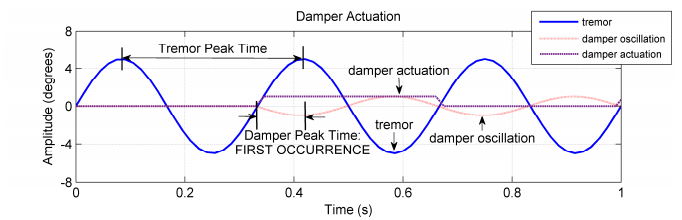 Damper Actuation
tremor
damper oscillation
damper actuation
Tremor Peak Time
damper actuation
Damper Peak Time:
FIRST OCCURRENCE
tremor
damper oscillation
Amplitude (degrees)
8
4
0
-4
-8
0
0.2
0.4
0.6
0.8
1
Time (s)